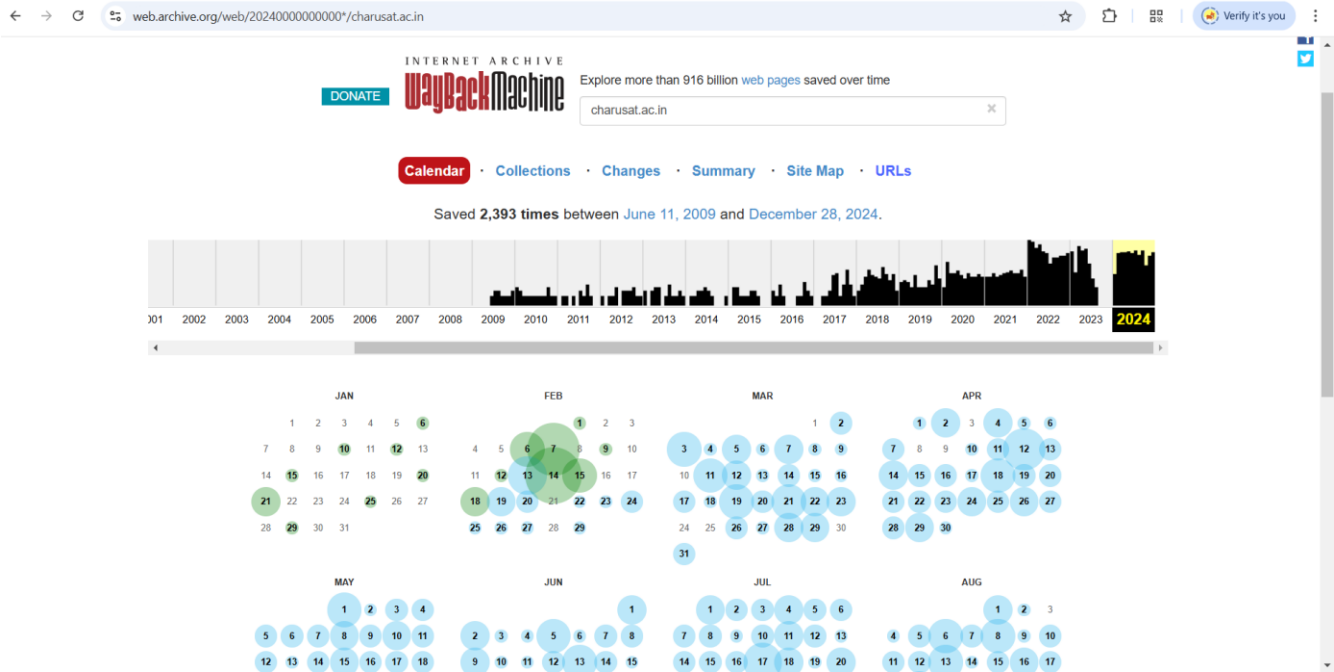 web.archive.org/web/20240000000000*/charusat.ac.in
Verify it's you
INTERNET ARCHIVE
WayBackMachine
DONATE
Explore more than 916 billion web pages saved over time
charusat.ac.in
Calendar · Collections · Changes · Summary · Site Map · URLs
Saved 2,393 times between June 11, 2009 and December 28, 2024.
001 2002 2003 2004 2005 2006 2007 2008 2009 2010 2011 2012 2013 2014 2015 2016 2017 2018 2019 2020 2021 2022 2023 2024
JAN
1 2 3 4 5 6
7 8 9 10 11 12 13
14 15 16 17 18 19 20
21 22 23 24 25 26 27
28 29 30 31
FEB
1 2 3
4 5 6 7 8 9 10
11 12 13 14 15 16 17
18 19 20 21 22 23 24
25 26 27 28 29
MAR
1 2
3 4 5 6 7 8 9
10 11 12 13 14 15 16
17 18 19 20 21 22 23
24 25 26 27 28 29 30
31
APR
1 2 3 4 5 6
7 8 9 10 11 12 13
14 15 16 17 18 19 20
21 22 23 24 25 26 27
28 29 30
MAY
1 2 3 4
5 6 7 8 9 10 11
12 13 14 15 16 17 18
JUN
1
2 3 4 5 6 7 8
9 10 11 12 13 14 15
JUL
1 2 3 4 5 6
7 8 9 10 11 12 13
14 15 16 17 18 19 20
AUG
1 2 3
4 5 6 7 8 9 10
11 12 13 14 15 16 17